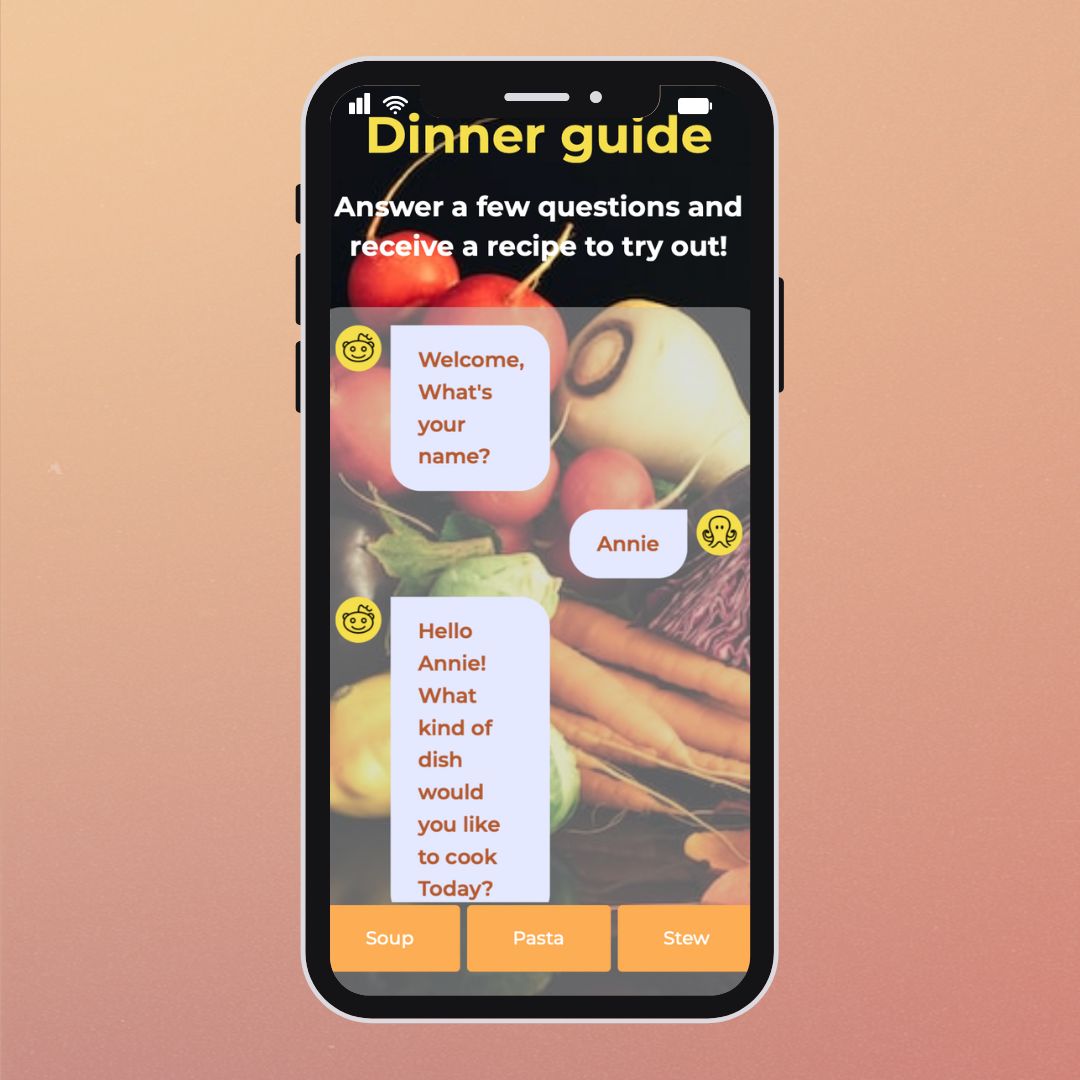 Dinner guide
Answer a few questions and
receive a recipe to try out!
Welcome,
What's
your
name?
Annie
Hello
Annie!
What
kind of
dish
would
you like
to cook
Today?
Soup
Pasta
Stew